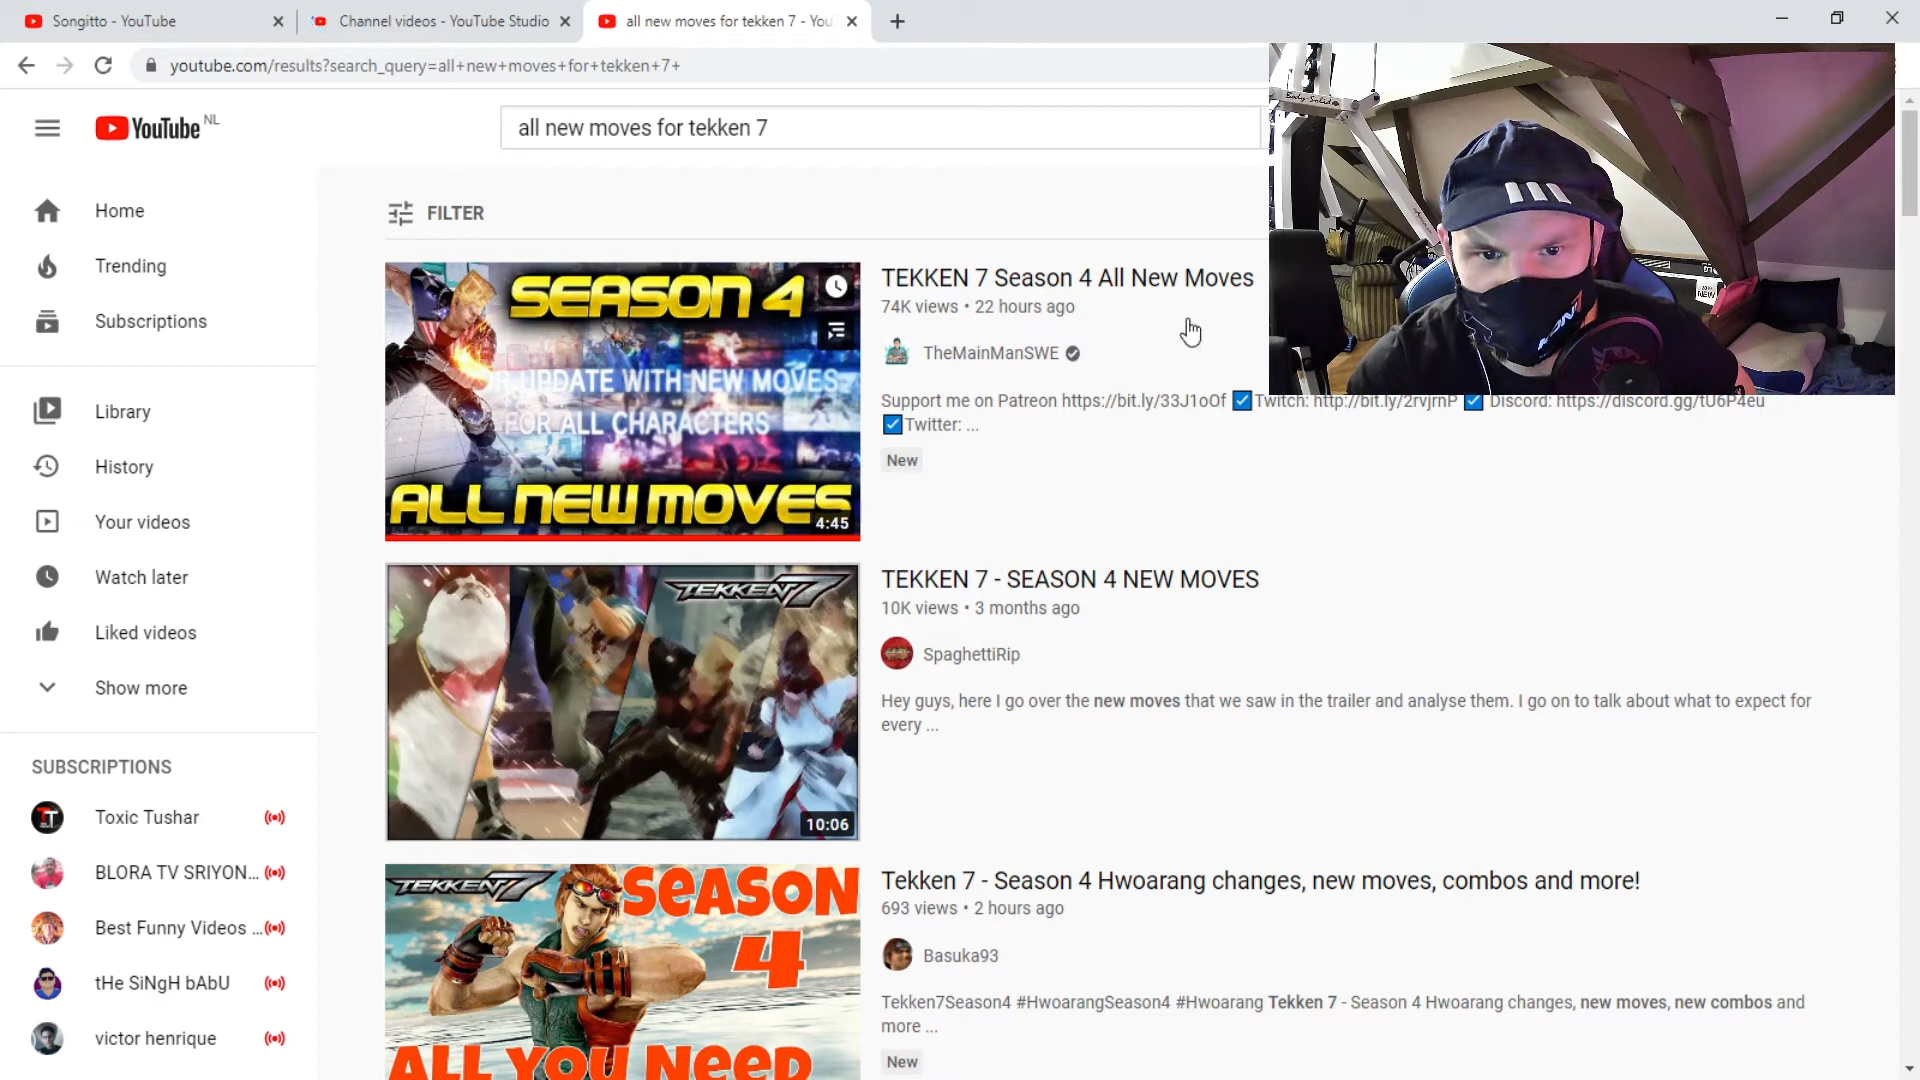 Songitto - YouTube
Channel videos - YouTube Studio
all new moves for tekken 7 - You
youtube.com/results?search_query=all+new+moves+for+tekken+7+
YouTube NL
all new moves for tekken 7
Home
Trending
Subscriptions
Library
History
Your videos
Watch later
Liked videos
Show more
SUBSCRIPTIONS
Toxic Tushar
BLORA TV SRIYON...
Best Funny Videos ...
tHe SiNgH bAbU
victor henrique
FILTER
SEASON 4
R UPDATE WITH NEW MOVES
FOR ALL CHARACTERS
ALL NEW MOVES
4:45
TEKKEN 7 Season 4 All New Moves
74K views • 22 hours ago
TheMainManSWE
Support me on Patreon https://bit.ly/33J1oOf Twitch: http://bit.ly/2rvjrnP Discord: https://discord.gg/tU6P4eu
Twitter: ...
New
TEKKEN 7
10:06
TEKKEN 7 - SEASON 4 NEW MOVES
10K views • 3 months ago
SpaghettiRip
Hey guys, here I go over the new moves that we saw in the trailer and analyse them. I go on to talk about what to expect for
every ...
TEKKEN 7
SEASON
4
ALL YOU NEED
Tekken 7 - Season 4 Hwoarang changes, new moves, combos and more!
693 views • 2 hours ago
Basuka93
Tekken7Season4 #HwoarangSeason4 #Hwoarang Tekken 7 - Season 4 Hwoarang changes, new moves, new combos and
more ...
New
Body-Solid